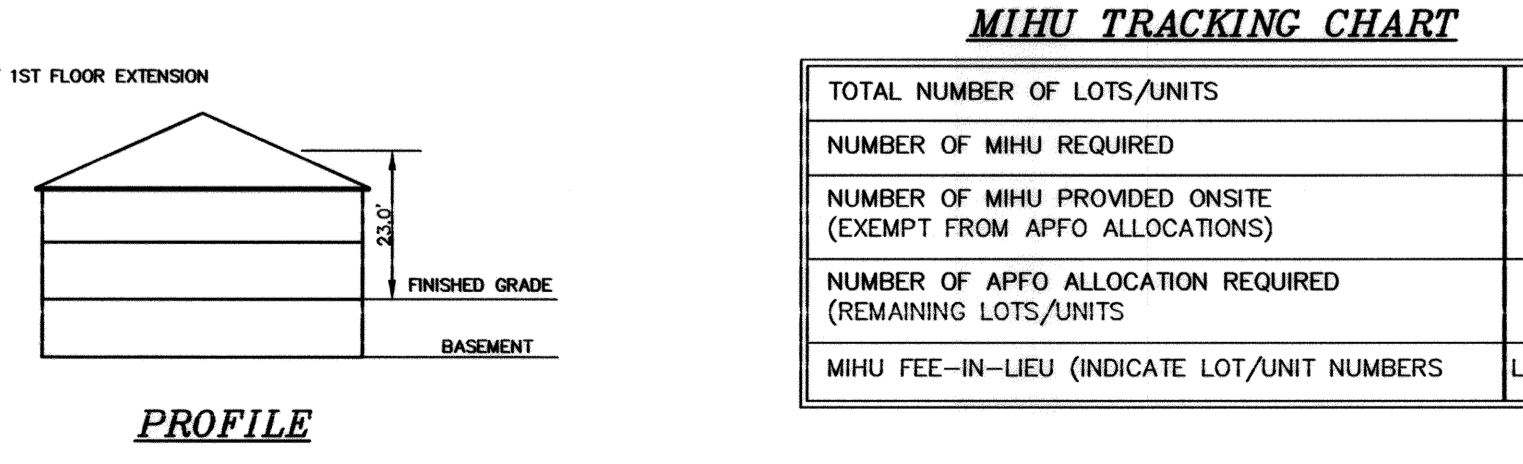 1ST FLOOR EXTENSION
23.0'
FINISHED GRADE
BASEMENT
PROFILE
MIHU TRACKING CHART
TOTAL NUMBER OF LOTS/UNITS
NUMBER OF MIHU REQUIRED
NUMBER OF MIHU PROVIDED ONSITE
(EXEMPT FROM APFO ALLOCATIONS)
NUMBER OF APFO ALLOCATION REQUIRED
(REMAINING LOTS/UNITS
MIHU FEE-IN-LIEU (INDICATE LOT/UNIT NUMBERS